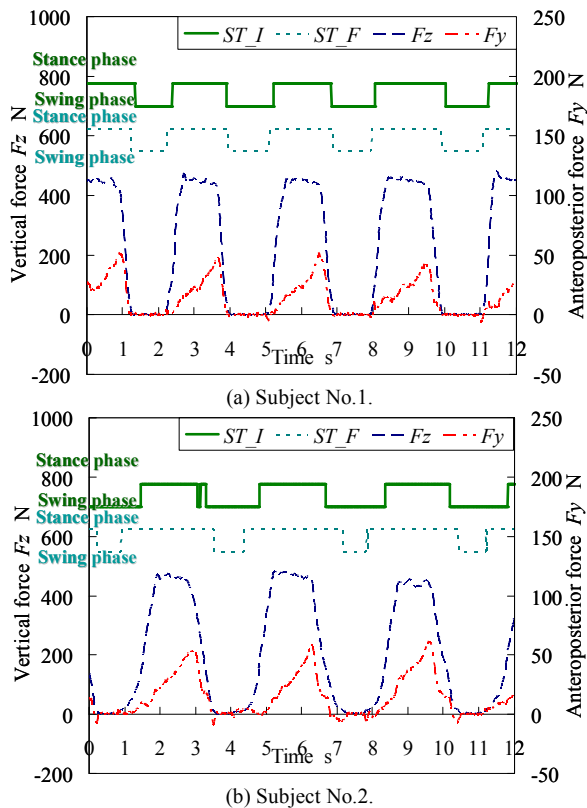 1000
250
ST_I ST_F Fz Fy
Stance phase
800
200
Swing phase
Stance phase
600
150
Swing phase
400
100
200
50
0
0
0 1 2 3 4 5 6 7 8 9 10 11 12
Time s
-200
-50
Vertical force Fz N
Anteroposterior force Fy N
(a) Subject No.1.
1000
250
ST_I ST_F Fz Fy
Stance phase
800
200
Swing phase
Stance phase
600
150
Swing phase
400
100
200
50
0
0
0 1 2 3 4 5 6 7 8 9 10 11 12
Time s
-200
-50
Vertical force Fz N
Anteroposterior force Fy N
(b) Subject No.2.